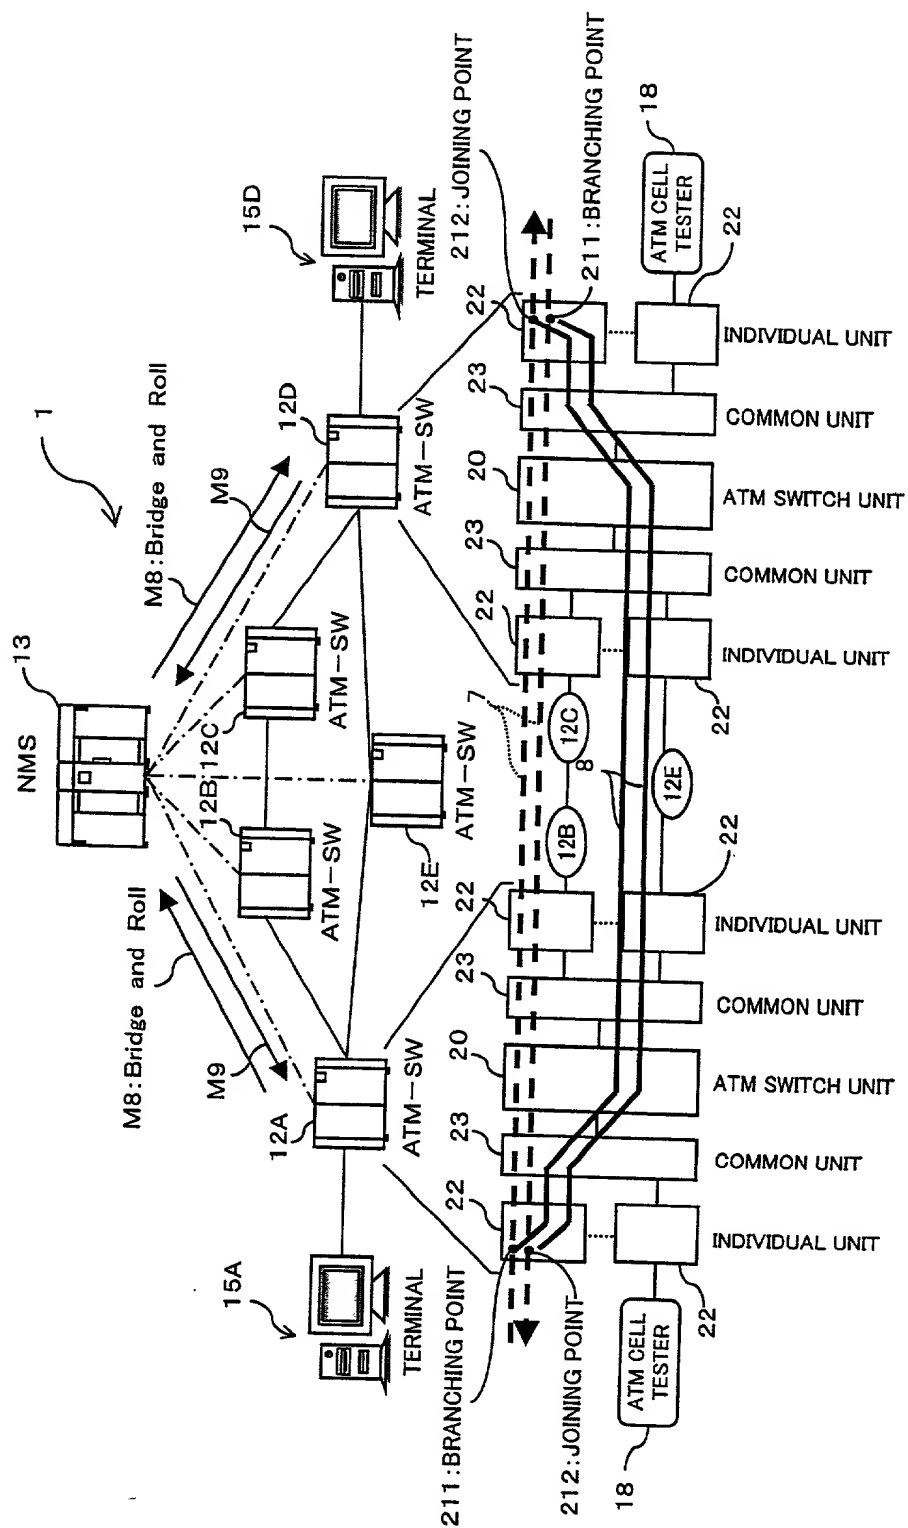 1
NMS
13
M8:Bridge and Roll
M9
M8:Bridge and Roll
M9
12B
ATM-SW
12C
ATM-SW
15A
TERMINAL
12A
ATM-SW
12E
ATM-SW
12D
ATM-SW
15D
TERMINAL
211:BRANCHING POINT
212:JOINING POINT
22
23
20
23
22
7
22
23
20
23
22
212:JOINING POINT
211:BRANCHING POINT
12B
12C
8
12E
18
ATM CELL
TESTER
22
22
22
22
ATM CELL
TESTER
18
INDIVIDUAL UNIT
COMMON UNIT
ATM SWITCH UNIT
COMMON UNIT
INDIVIDUAL UNIT
INDIVIDUAL UNIT
COMMON UNIT
ATM SWITCH UNIT
COMMON UNIT
INDIVIDUAL UNIT